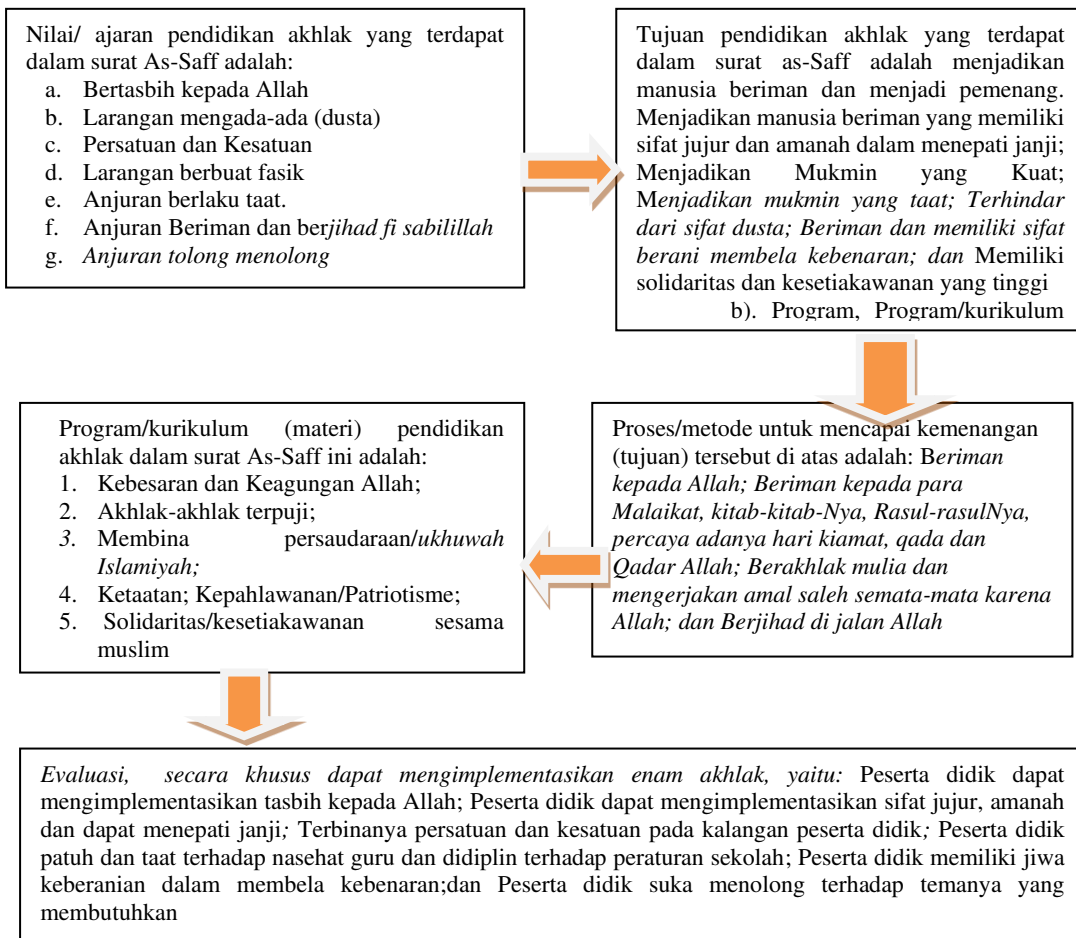 Nilai/ ajaran pendidikan akhlak yang terdapat
dalam surat As-Saff adalah:
a. Bertasbih kepada Allah
b. Larangan mengada-ada (dusta)
c. Persatuan dan Kesatuan
d. Larangan berbuat fasik
e. Anjuran berlaku taat.
f. Anjuran Beriman dan berjihad fi sabilillah
g. Anjuran tolong menolong
Tujuan pendidikan akhlak yang terdapat
dalam surat as-Saff adalah menjadikan
manusia beriman dan menjadi pemenang.
Menjadikan manusia beriman yang memiliki
sifat jujur dan amanah dalam menepati janji;
Menjadikan Mukmin yang Kuat;
Menjadikan mukmin yang taat; Terhindar
dari sifat dusta; Beriman dan memiliki sifat
berani membela kebenaran; dan Memiliki
solidaritas dan kesetiakawanan yang tinggi
b). Program, Program/kurikulum
Proses/metode untuk mencapai kemenangan
(tujuan) tersebut di atas adalah: Beriman
kepada Allah; Beriman kepada para
Malaikat, kitab-kitab-Nya, Rasul-rasulNya,
percaya adanya hari kiamat, qada dan
Qadar Allah; Berakhlak mulia dan
mengerjakan amal saleh semata-mata karena
Allah; dan Berjihad di jalan Allah
Program/kurikulum (materi) pendidikan
akhlak dalam surat As-Saff ini adalah:
1. Kebesaran dan Keagungan Allah;
2. Akhlak-akhlak terpuji;
3. Membina persaudaraan/ukhuwah
Islamiyah;
4. Ketaatan; Kepahlawanan/Patriotisme;
5. Solidaritas/kesetiakawanan sesama
muslim
Evaluasi, secara khusus dapat mengimplementasikan enam akhlak, yaitu: Peserta didik dapat
mengimplementasikan tasbih kepada Allah; Peserta didik dapat mengimplementasikan sifat jujur, amanah
dan dapat menepati janji; Terbinanya persatuan dan kesatuan pada kalangan peserta didik; Peserta didik
patuh dan taat terhadap nasehat guru dan didiplin terhadap peraturan sekolah; Peserta didik memiliki jiwa
keberanian dalam membela kebenaran;dan Peserta didik suka menolong terhadap temanya yang
membutuhkan